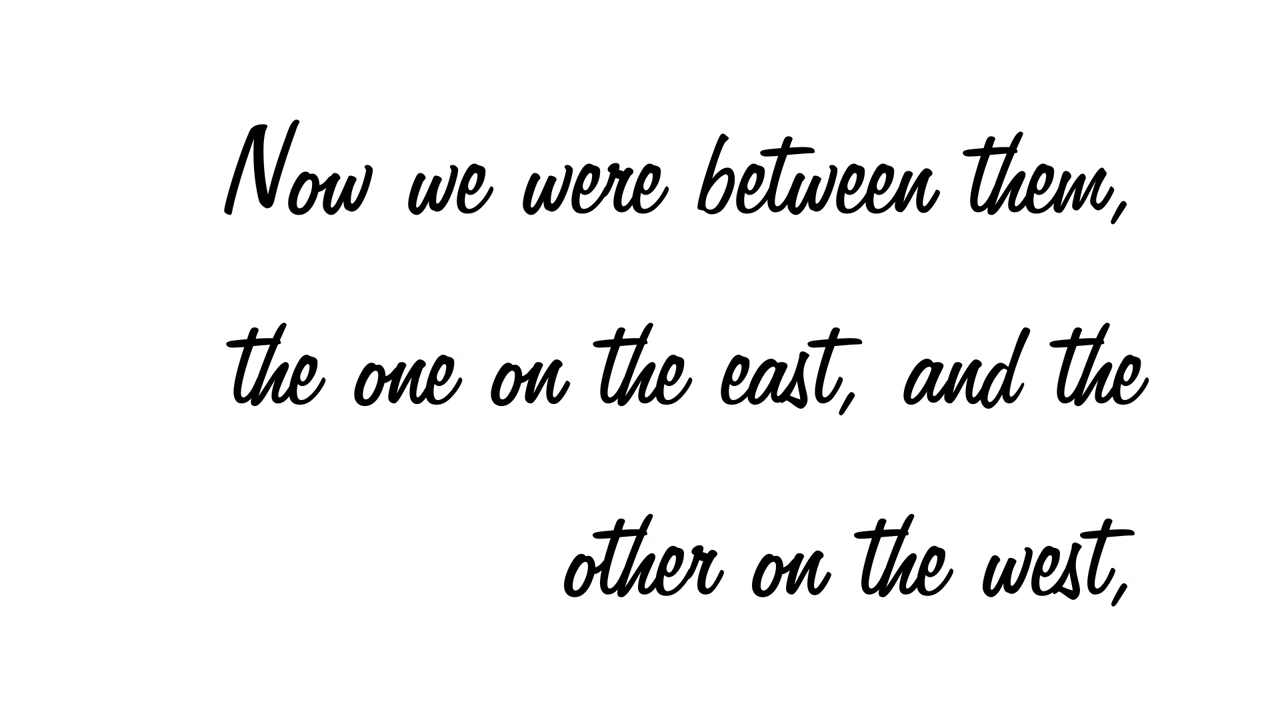 Now we were between them,
the one on the east, and the
other on the west,